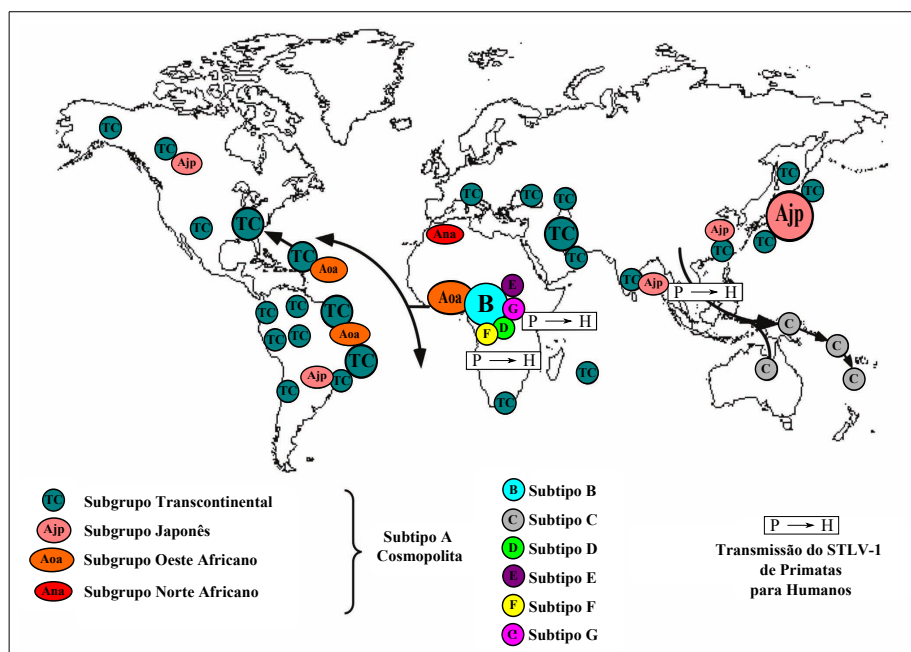 TC
TC
Ajp
TC
TC
TC
Aoa
TC
TC
TC
Aoa
TC
TC
TC
Ajp
TC
TC
TC
TC
TC
TC
TC
TC
Ana
Aoa
B
E
G
D
F
P → H
P → H
TC
TC
TC
TC
Ajp
TC
Ajp
TC
TC
Ajp
P → H
C
C
C
C
TC Subgrupo Transcontinental
Ajp Subgrupo Japonês
Aoa Subgrupo Oeste Africano
Ana Subgrupo Norte Africano
Subtipo A
Cosmopolita
B Subtipo B
C Subtipo C
D Subtipo D
E Subtipo E
F Subtipo F
G Subtipo G
P → H
Transmissão do STLV-1
de Primatas
para Humanos